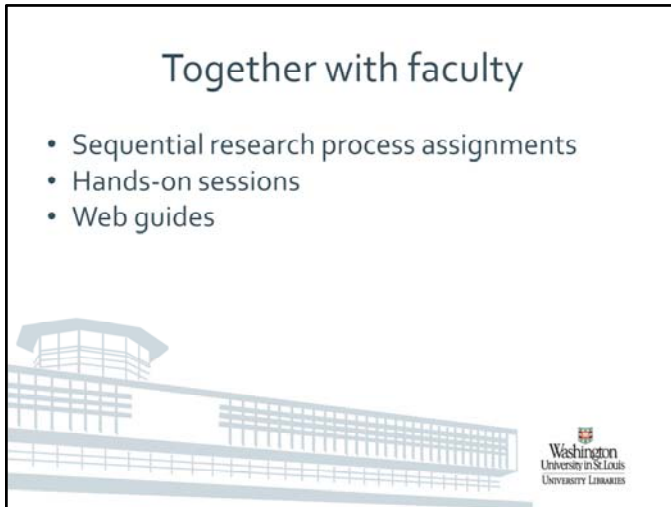 Together with faculty
• Sequential research process assignments
• Hands-on sessions
• Web guides
Washington
University in St. Louis
UNIVERSITY LIBRARIES